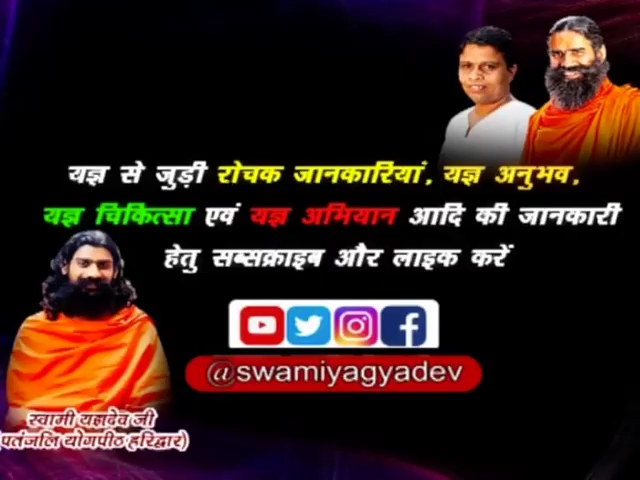 यज्ञ से जुड़ी रोचक जानकारियां, यज्ञ अनुभव,
यज्ञ चिकित्सा एवं यज्ञ अभियान आदि की जानकारी
हेतु सब्सक्राइब और लाइक करें
@swamiyagyadev
स्वामी यज्ञदेव जी
(पतंजलि योगपीठ हरिद्वार)